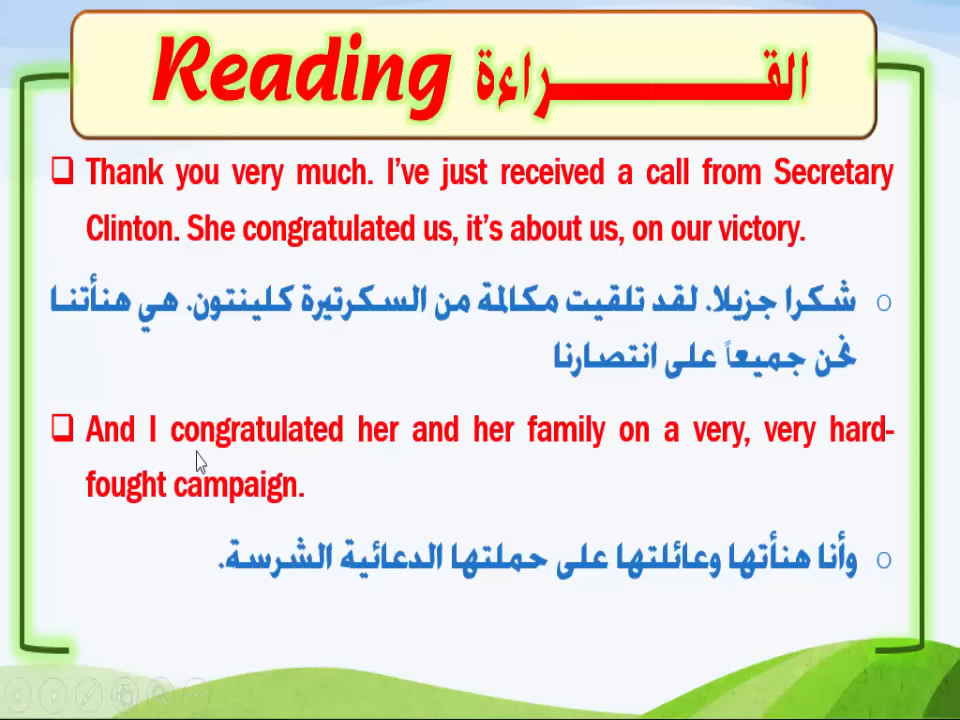 Reading القـــــــــراءة
Thank you very much. I've just received a call from Secretary
Clinton. She congratulated us, it's about us, on our victory.
شكرا جزيلا. لقد تلقيت مكالمة من السكرتيرة كلينتون. هي هنأتنا
نحن جميعاً على انتصارنا
And I congratulated her and her family on a very, very hard-
fought campaign.
وأنا هنأتها وعائلتها على حملتها الدعائية الشرسة.